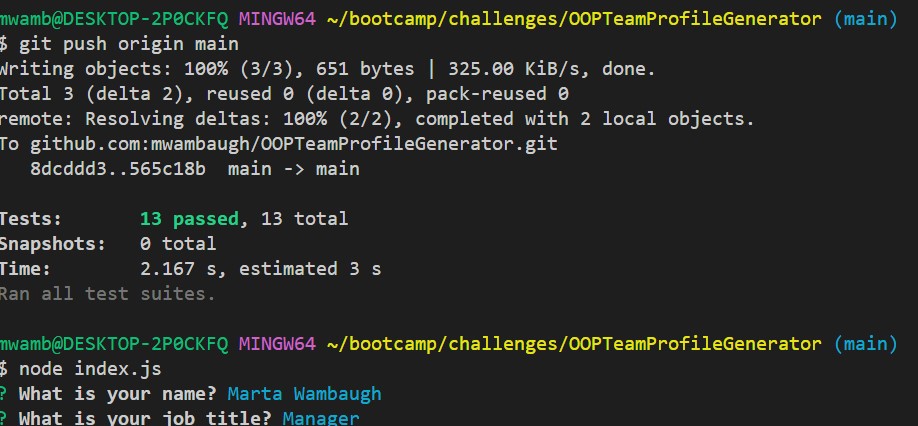 mwamb@DESKTOP-2P0CKFQ MINGW64 ~/bootcamp/challenges/OOPTeamProfileGenerator (main)
$ git push origin main
Writing objects: 100% (3/3), 651 bytes | 325.00 KiB/s, done.
Total 3 (delta 2), reused 0 (delta 0), pack-reused 0
remote: Resolving deltas: 100% (2/2), completed with 2 local objects.
To github.com:mwambaugh/OOPTeamProfileGenerator.git
8dcddd3..565c18b  main -> main
Tests:       13 passed, 13 total
Snapshots:   0 total
Time:        2.167 s, estimated 3 s
Ran all test suites.
mwamb@DESKTOP-2P0CKFQ MINGW64 ~/bootcamp/challenges/OOPTeamProfileGenerator (main)
$ node index.js
? What is your name? Marta Wambaugh
? What is your job title? Manager